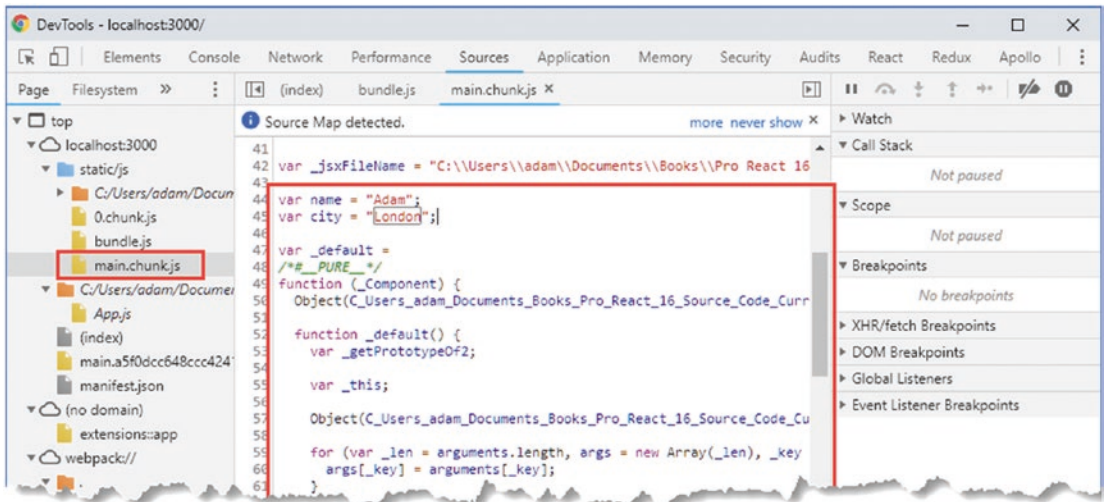 DevTools - localhost:3000/
Elements Console Network Performance Sources Application Memory Security Audits React Redux Apollo
Page Filesystem »
(index) bundle.js main.chunk.js ×
Source Map detected. more never show ×
top
localhost:3000
static/js
C:/Users/adam/Docum
0.chunk.js
bundle.js
main.chunk.js
C:/Users/adam/Documer
App.js
(index)
main.a5f0dcc648ccc424
manifest.json
(no domain)
extensions::app
webpack://
.
41
42 var _jsxFileName = "C:\\Users\\adam\\Documents\\Books\\Pro React 16
43
44 var name = "Adam";
45 var city = "London";
46
47 var _default =
48 /*#__PURE__*/
49 function (_Component) {
50 Object(C_Users_adam_Documents_Books_Pro_React_16_Source_Code_Curr
51
52 function _default() {
53 var _getPrototypeOf2;
54
55 var _this;
56
57 Object(C_Users_adam_Documents_Books_Pro_React_16_Source_Code_Cu
58
59 for (var _len = arguments.length, args = new Array(_len), _key
60 args[_key] = arguments[_key];
61 }
Watch
Call Stack
Not paused
Scope
Not paused
Breakpoints
No breakpoints
XHR/fetch Breakpoints
DOM Breakpoints
Global Listeners
Event Listener Breakpoints